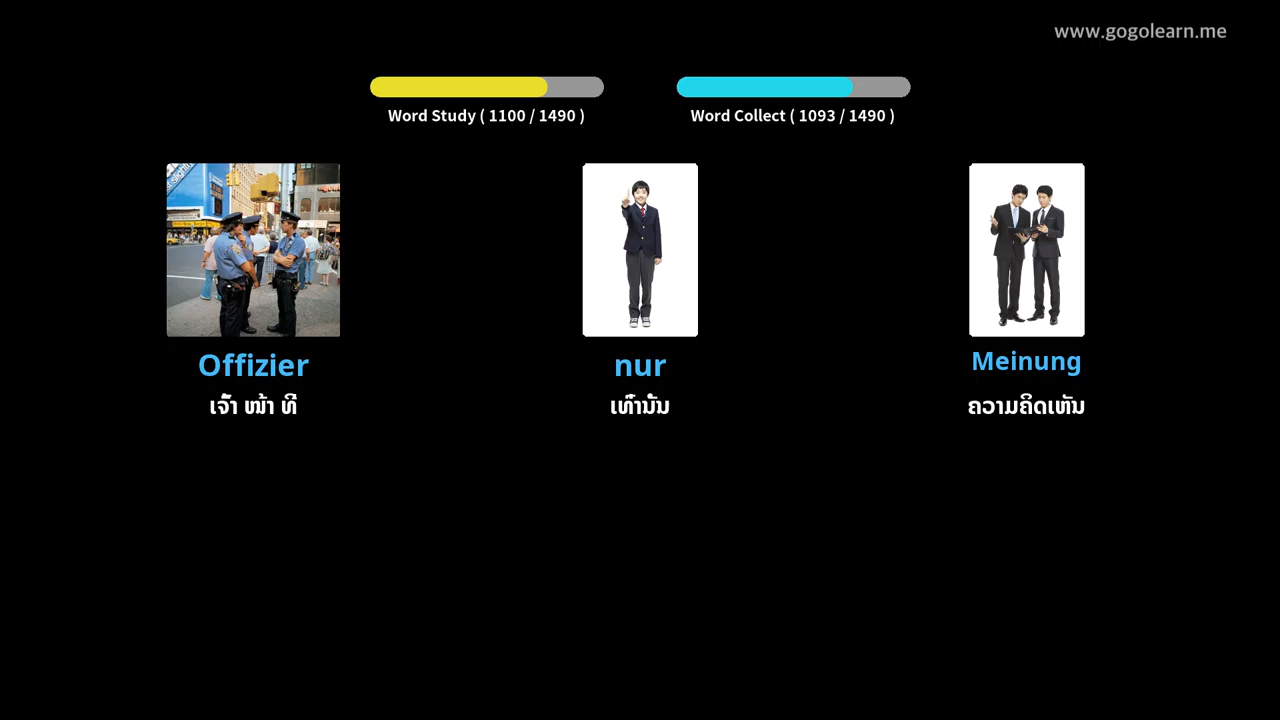 www.gogolearn.me
Word Study ( 1100 / 1490 )
Word Collect ( 1093 / 1490 )
Offizier
nur
Meinung
ເຈົ້າ ໜ້າ ທີ່
ເທົ່ານັ້ນ
ຄວາມຄິດເຫັນ